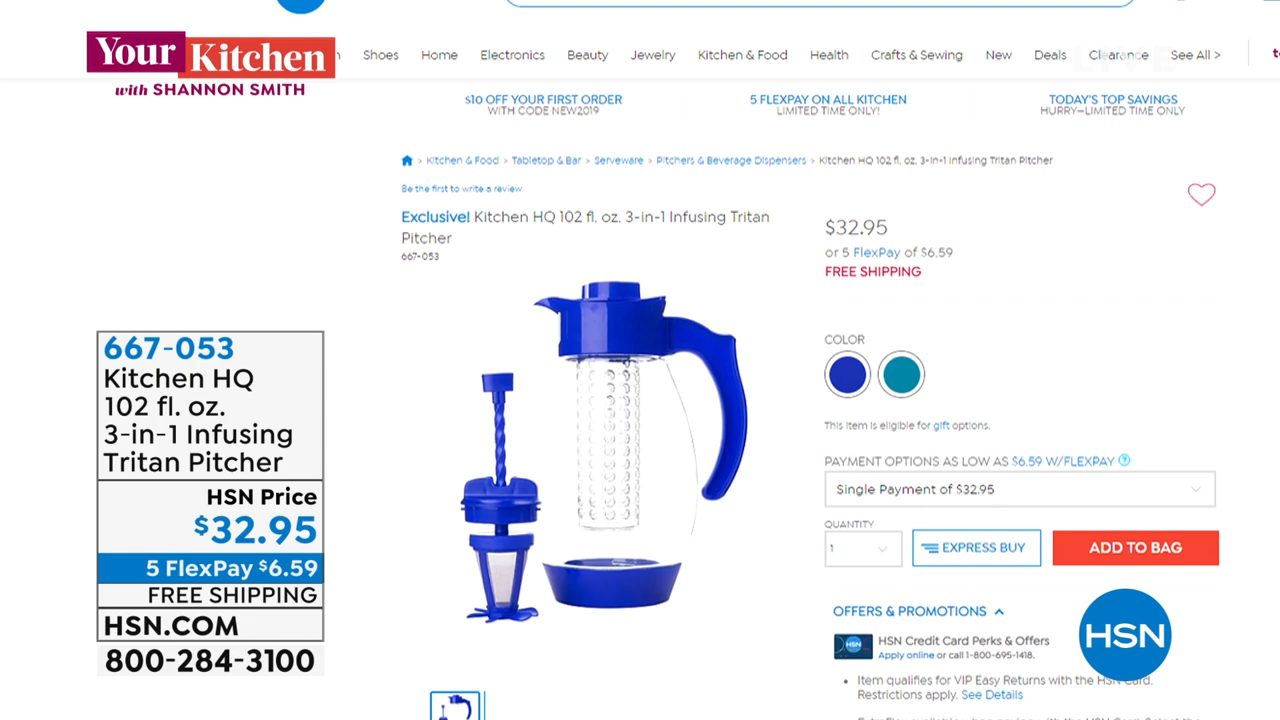 Your Kitchen
with SHANNON SMITH
Shoes Home Electronics Beauty Jewelry Kitchen & Food Health Crafts & Sewing New Deals Clearance See All >
LIVE
$10 OFF YOUR FIRST ORDER
WITH CODE NEW2019
5 FLEXPAY ON ALL KITCHEN
LIMITED TIME ONLY!
TODAY'S TOP SAVINGS
HURRY–LIMITED TIME ONLY
> Kitchen & Food > Tabletop & Bar > Serveware > Pitchers & Beverage Dispensers > Kitchen HQ 102 fl. oz. 3-in-1 Infusing Tritan Pitcher
Be the first to write a review
Exclusive! Kitchen HQ 102 fl. oz. 3-in-1 Infusing Tritan
Pitcher
667-053
$32.95
or 5 FlexPay of $6.59
FREE SHIPPING
COLOR
This item is eligible for gift options.
PAYMENT OPTIONS AS LOW AS $6.59 W/FLEXPAY ?
Single Payment of $32.95
QUANTITY
1
EXPRESS BUY
ADD TO BAG
OFFERS & PROMOTIONS
HSN Credit Card Perks & Offers
Apply online or call 1-800-695-1418.
• Item qualifies for VIP Easy Returns with the HSN Card.
Restrictions apply. See Details
667-053
Kitchen HQ
102 fl. oz.
3-in-1 Infusing
Tritan Pitcher
HSN Price
$32.95
5 FlexPay $6.59
FREE SHIPPING
HSN.COM
800-284-3100
HSN